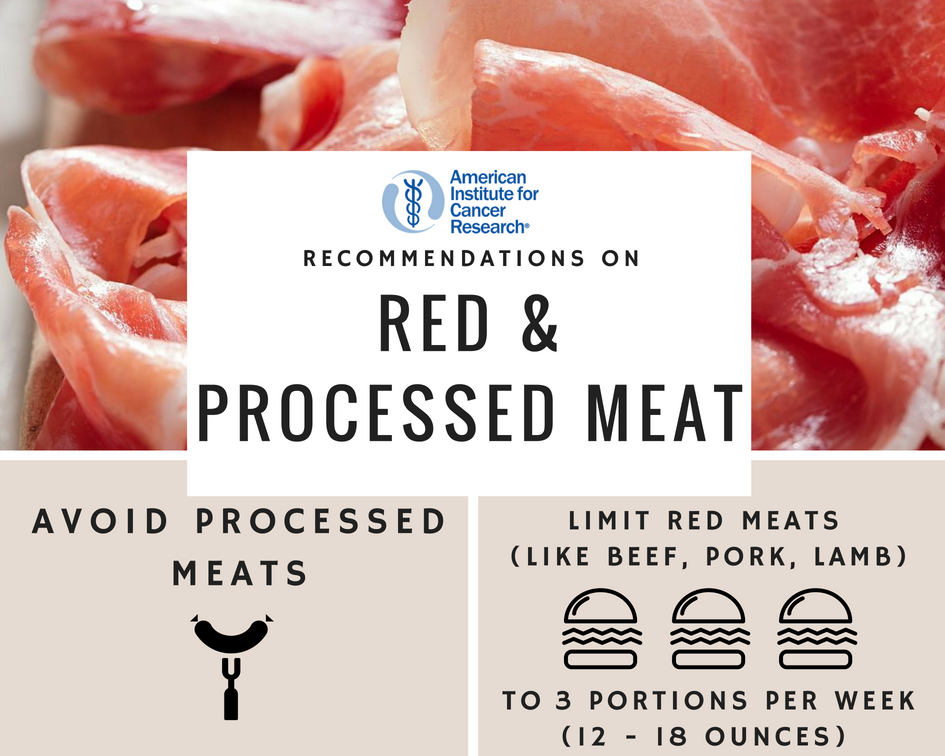 American
Institute for
Cancer
Research®
RECOMMENDATIONS ON
RED &
PROCESSED MEAT
AVOID PROCESSED
MEATS
LIMIT RED MEATS
(LIKE BEEF, PORK, LAMB)
TO 3 PORTIONS PER WEEK
(12 - 18 OUNCES)